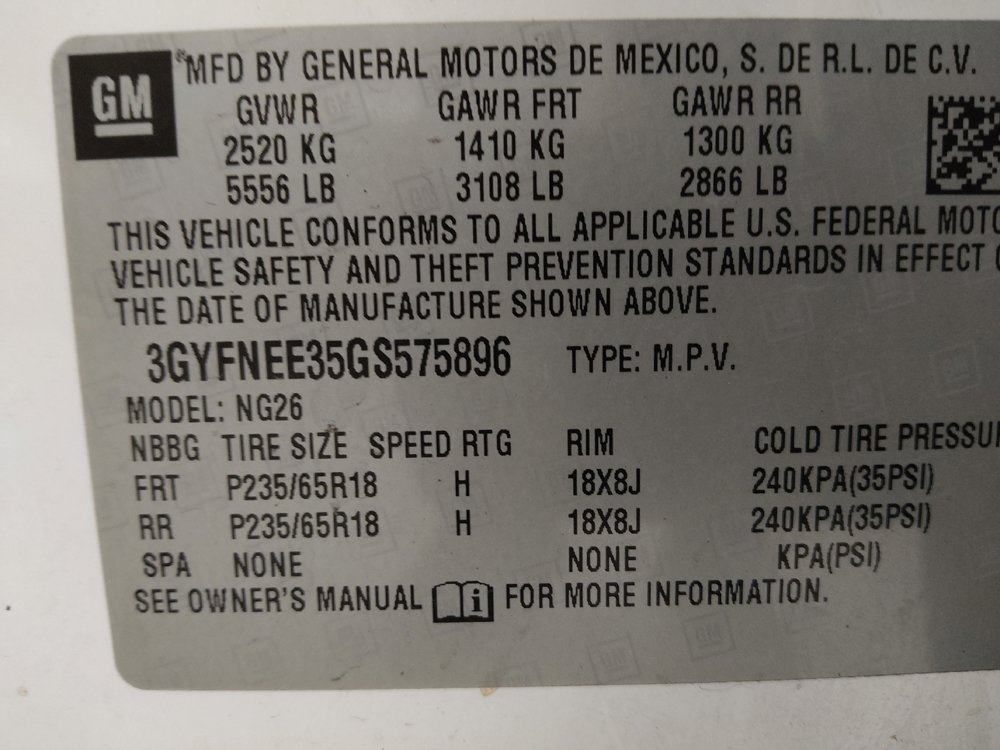 GM
MFD BY GENERAL MOTORS DE MEXICO, S. DE R.L. DE C.V.
GVWR GAWR FRT GAWR RR
2520 KG 1410 KG 1300 KG
5556 LB 3108 LB 2866 LB
THIS VEHICLE CONFORMS TO ALL APPLICABLE U.S. FEDERAL MOTO
VEHICLE SAFETY AND THEFT PREVENTION STANDARDS IN EFFECT
THE DATE OF MANUFACTURE SHOWN ABOVE.
3GYFNEE35GS575896 TYPE: M.P.V.
MODEL: NG26
NBBG TIRE SIZE SPEED RTG RIM COLD TIRE PRESSU
FRT P235/65R18 H 18X8J 240KPA(35PSI)
RR P235/65R18 H 18X8J 240KPA(35PSI)
SPA NONE NONE KPA(PSI)
SEE OWNER'S MANUAL i FOR MORE INFORMATION.